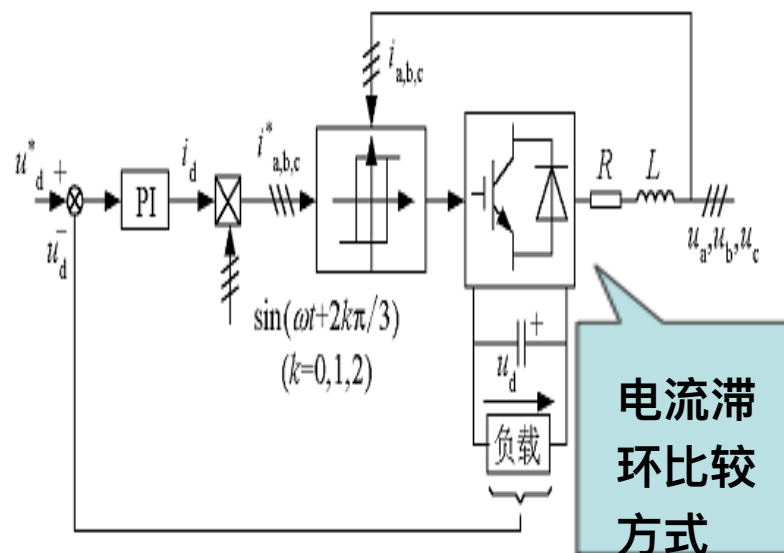 i a,b,c
u*d
+
PI
id
i*a,b,c
R
L
ua,ub,uc
−
ud
sin(ωt+2kπ/3)
(k=0,1,2)
+
ud
负载
电流滞
环比较
方式